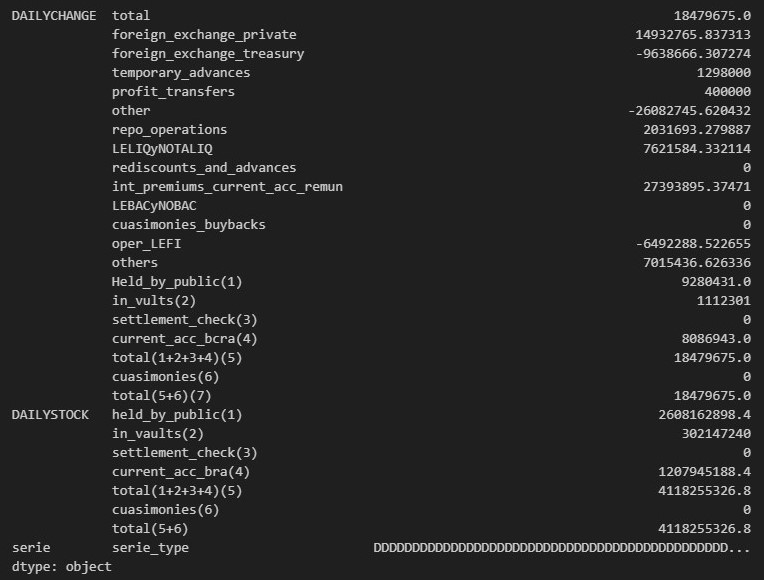 DAILYCHANGE total 18479675.0
foreign_exchange_private 14932765.837313
foreign_exchange_treasury -9638666.307274
temporary_advances 1298000
profit_transfers 400000
other -26082745.620432
repo_operations 2031693.279887
LELIQyNOTALIQ 7621584.332114
rediscounts_and_advances 0
int_premiums_current_acc_remun 27393895.37471
LEBACyNOBAC 0
cuasimonies_buybacks 0
oper_LEFI -6492288.522655
others 7015436.626336
Held_by_public(1) 9280431.0
in_vults(2) 1112301
settlement_check(3) 0
current_acc_bcra(4) 8086943.0
total(1+2+3+4)(5) 18479675.0
cuasimonies(6) 0
total(5+6)(7) 18479675.0
DAILYSTOCK held_by_public(1) 2608162898.4
in_vaults(2) 302147240
settlement_check(3) 0
current_acc_bra(4) 1207945188.4
total(1+2+3+4)(5) 4118255326.8
cuasimonies(6) 0
total(5+6) 4118255326.8
serie serie_type DDDDDDDDDDDDDDDDDDDDDDDDDDDDDDDDDDDDDDDDDDDDDD...
dtype: object